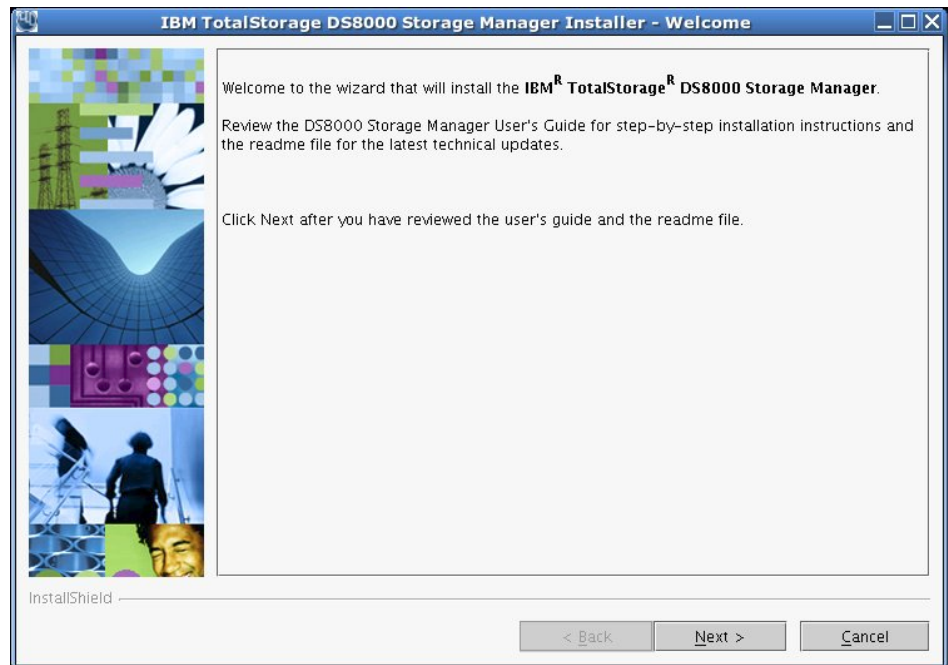 IBM TotalStorage DS8000 Storage Manager Installer - Welcome
Welcome to the wizard that will install the IBM^R TotalStorage^R DS8000 Storage Manager.
Review the DS8000 Storage Manager User's Guide for step-by-step installation instructions and
the readme file for the latest technical updates.
Click Next after you have reviewed the user's guide and the readme file.
InstallShield
< Back
Next >
Cancel